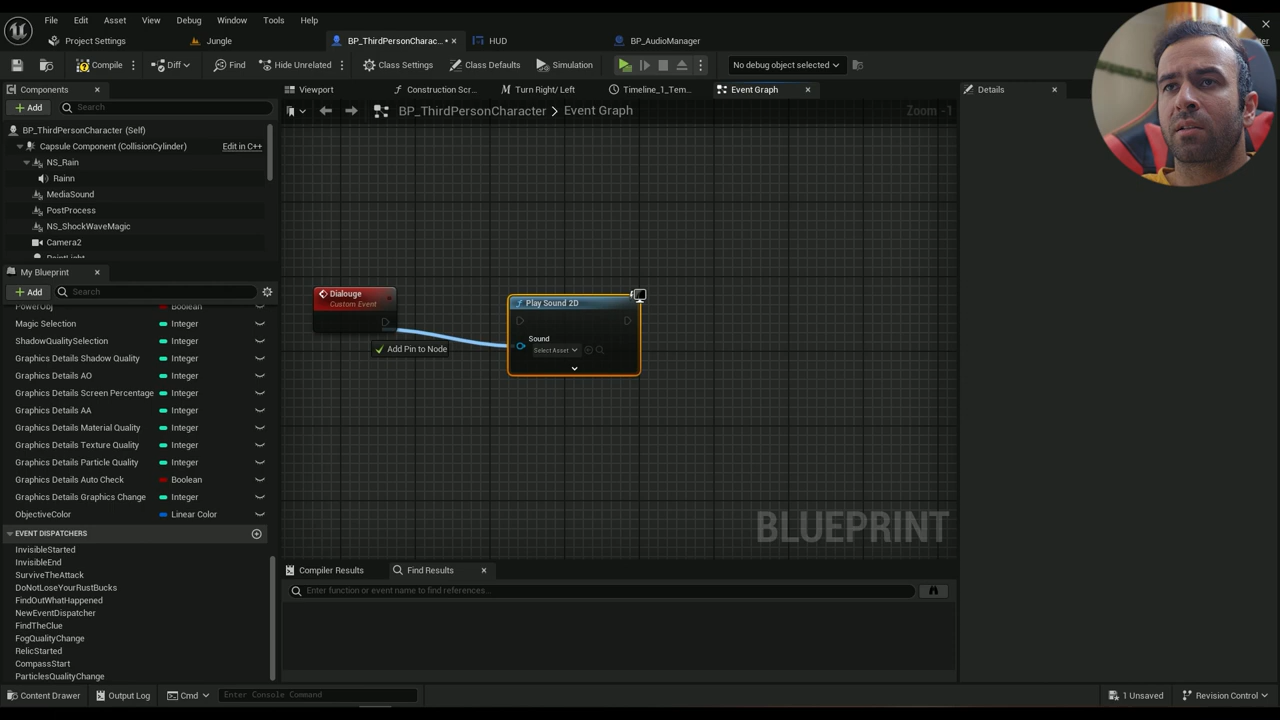 File Edit Asset View Debug Window Tools Help
Project Settings Jungle BP_ThirdPersonCharac... HUD BP_AudioManager
Compile Diff Find Hide Unrelated Class Settings Class Defaults Simulation No debug object selected
Components Viewport Construction Scr... Turn Right/ Left Timeline_1_Tem... Event Graph Details
Add Search BP_ThirdPersonCharacter > Event Graph Zoom -1
BP_ThirdPersonCharacter (Self)
Capsule Component (CollisionCylinder) Edit in C++
NS_Rain
Rainn
MediaSound
PostProcess
NS_ShockWaveMagic
Camera2
My Blueprint
Add Search
Dialouge
Custom Event
Play Sound 2D
Sound
Select Asset
Add Pin to Node
PowerObj Boolean
Magic Selection Integer
ShadowQualitySelection Integer
Graphics Details Shadow Quality Integer
Graphics Details AO Integer
Graphics Details Screen Percentage Integer
Graphics Details AA Integer
Graphics Details Material Quality Integer
Graphics Details Texture Quality Integer
Graphics Details Particle Quality Integer
Graphics Details Auto Check Boolean
Graphics Details Graphics Change Integer
ObjectiveColor Linear Color
BLUEPRINT
EVENT DISPATCHERS
InvisibleStarted
InvisibleEnd
SurviveTheAttack
DoNotLoseYourRustBucks
FindOutWhatHappened
NewEventDispatcher
FindTheClue
FogQualityChange
RelicStarted
CompassStart
ParticlesQualityChange
Compiler Results Find Results
Enter function or event name to find references...
Content Drawer Output Log Cmd Enter Console Command 1 Unsaved Revision Control